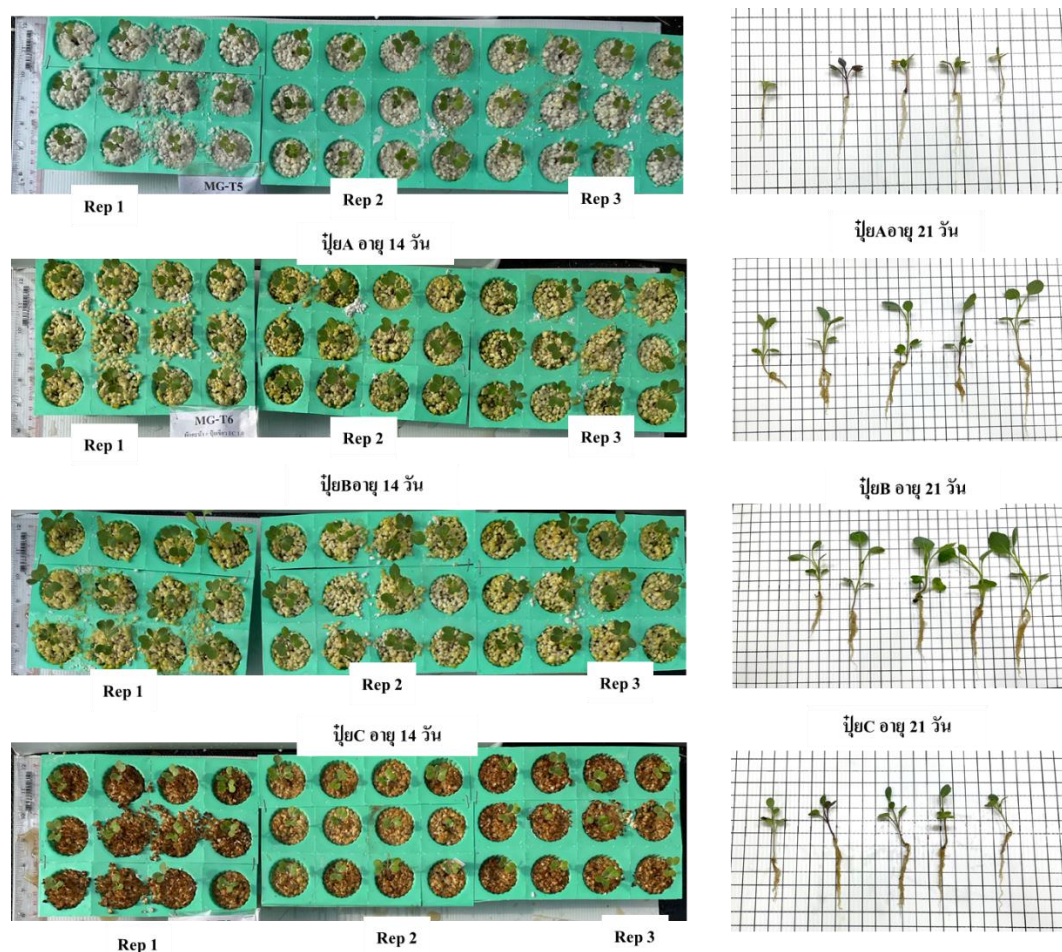 MG-T5
Rep 1
Rep 2
Rep 3
ปุ๋ยA อายุ 14 วัน
ปุ๋ยAอายุ 21 วัน
MG-T6
Rep 1
Rep 2
Rep 3
ปุ๋ยBอายุ 14 วัน
ปุ๋ยB อายุ 21 วัน
Rep 1
Rep 2
Rep 3
ปุ๋ยC อายุ 14 วัน
ปุ๋ยC อายุ 21 วัน
Rep 1
Rep 2
Rep 3